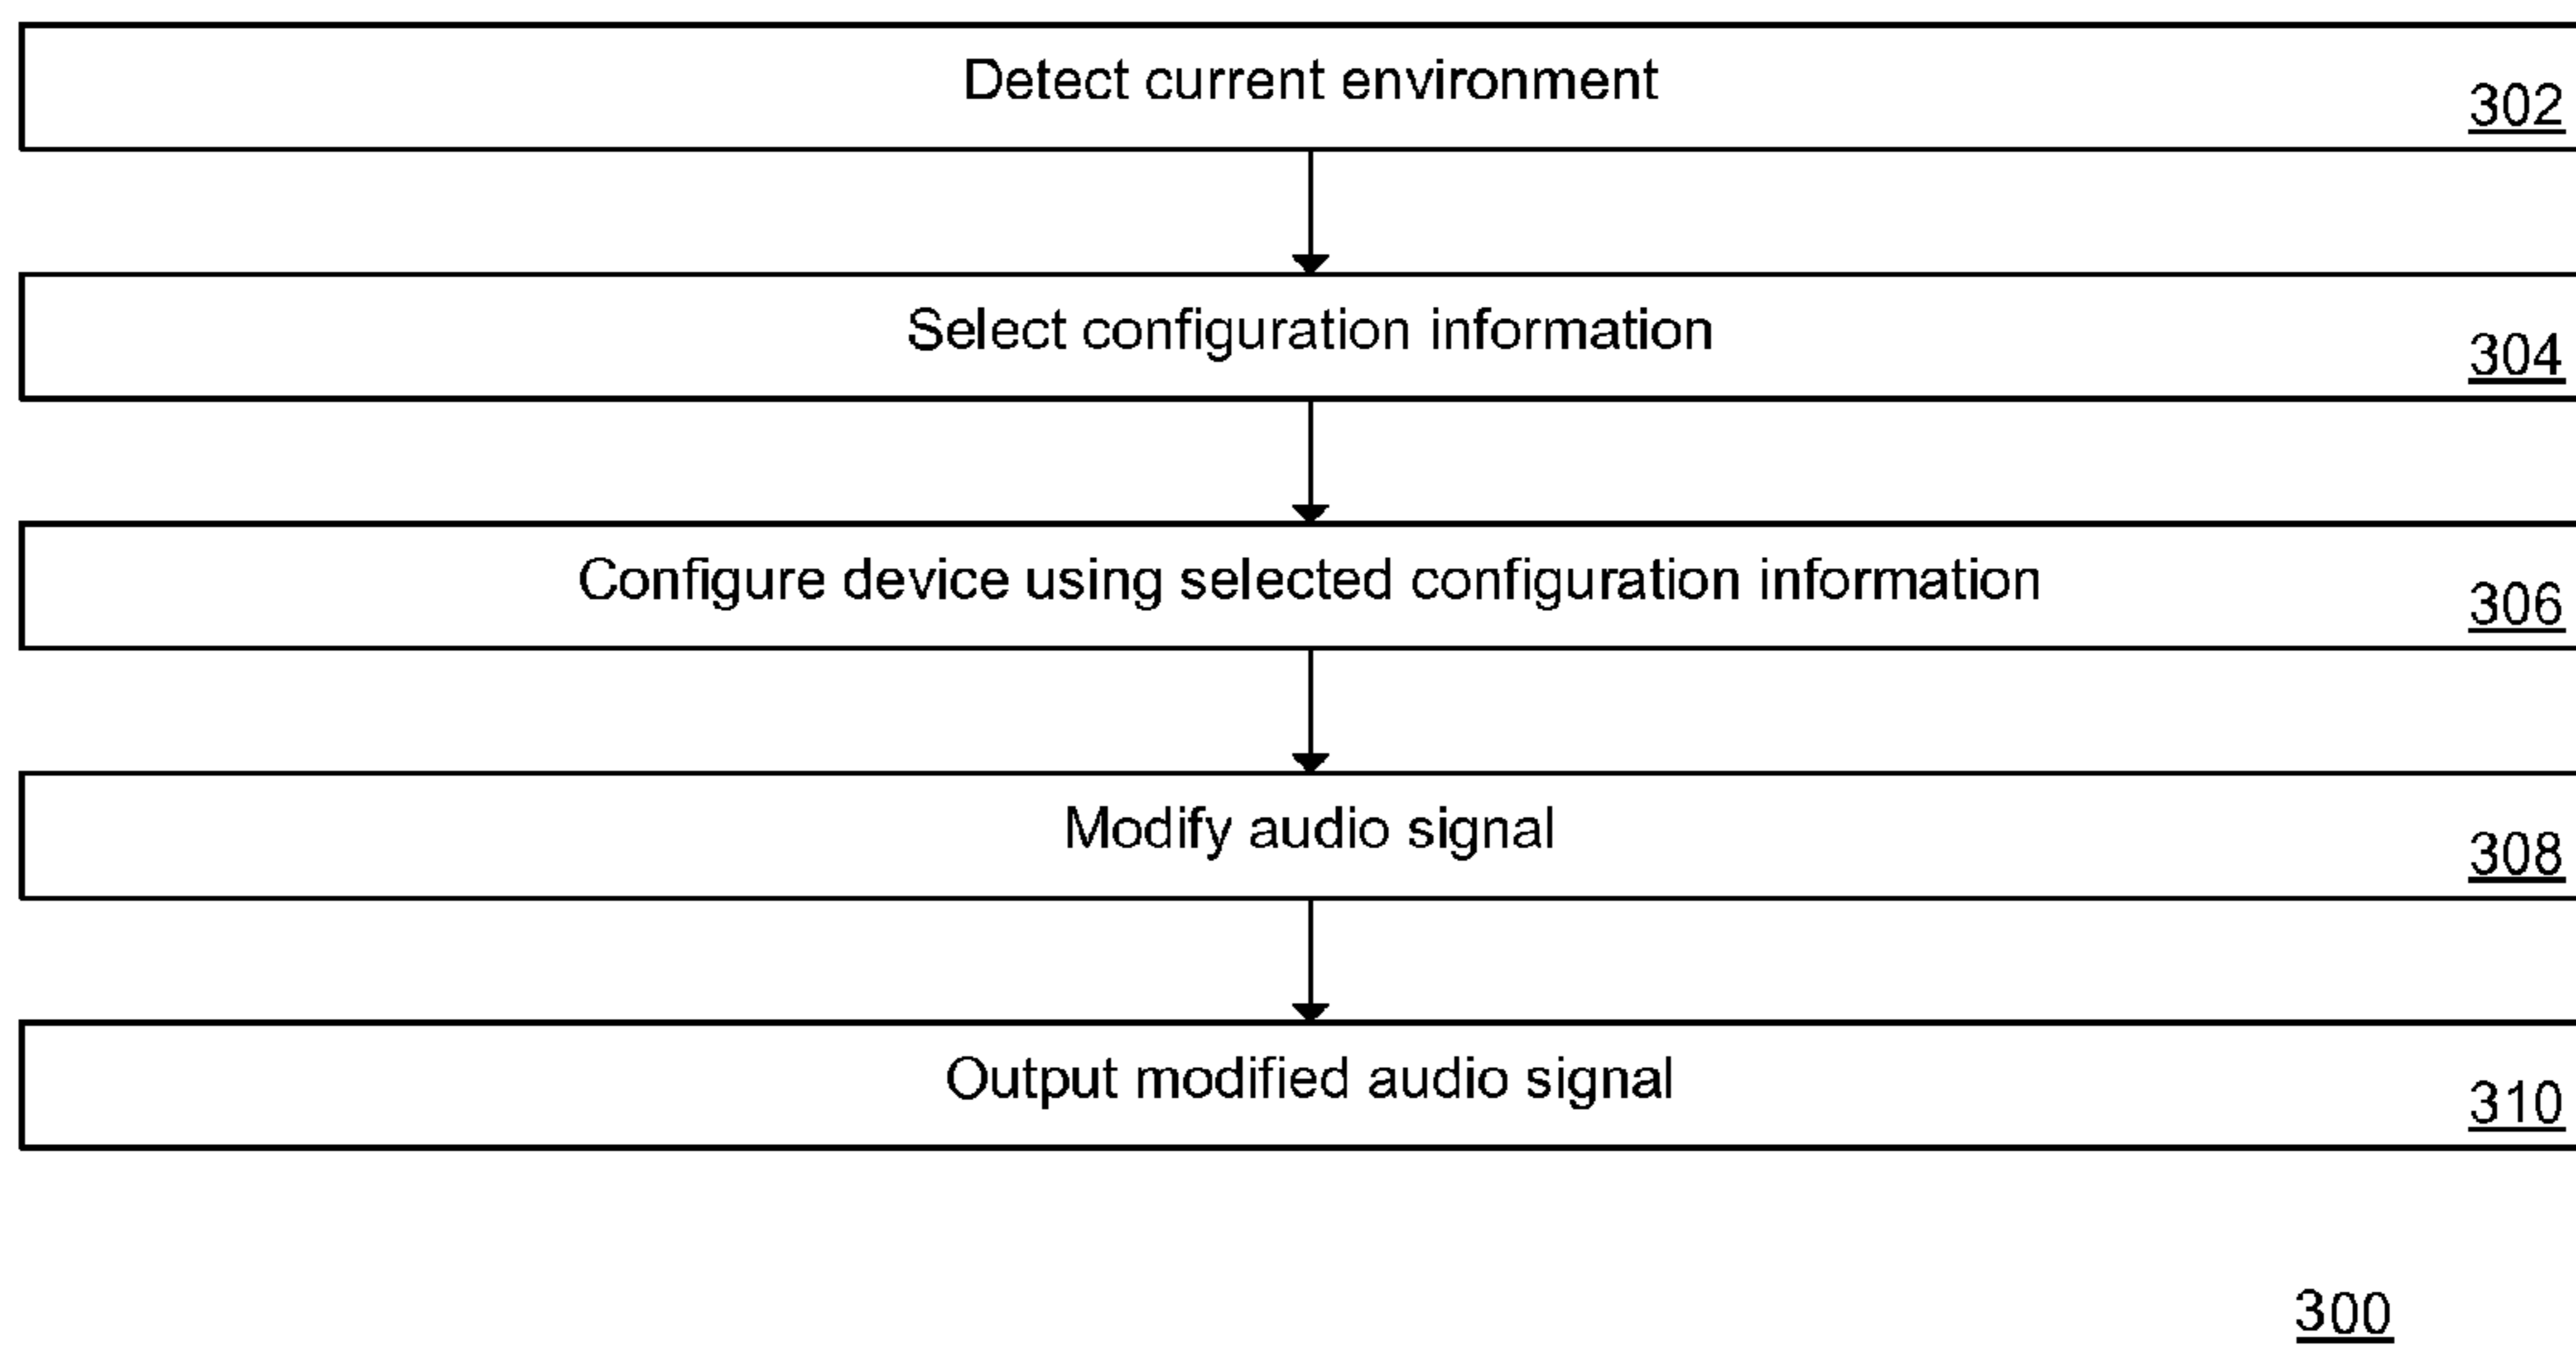 Detect current environment
302
Select configuration information
304
Configure device using selected configuration information
306
Modify audio signal
308
Output modified audio signal
310
300